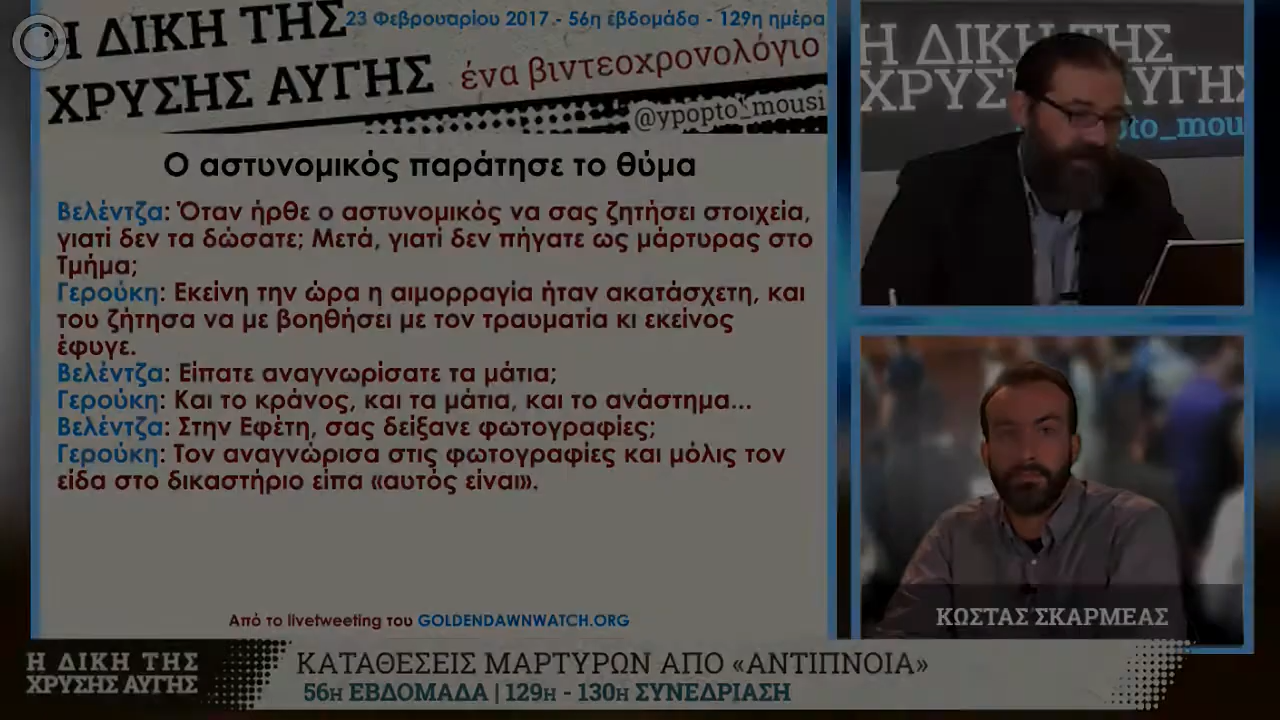 Η ΔΙΚΗ ΤΗΣ
23 Φεβρουαρίου 2017 - 56η εβδομάδα - 129η ημέρα
ΧΡΥΣΗΣ ΑΥΓΗΣ
ένα βιντεοχρονολόγιο
@ypopto_mousi
Ο αστυνομικός παράτησε το θύμα
Βελέντζα: Όταν ήρθε ο αστυνομικός να σας ζητήσει στοιχεία,
γιατί δεν τα δώσατε; Μετά, γιατί δεν πήγατε ως μάρτυρας στο
Τμήμα;
Γερούκη: Εκείνη την ώρα η αιμορραγία ήταν ακατάσχετη, και
του ζήτησα να με βοηθήσει με τον τραυματία κι εκείνος
έφυγε.
Βελέντζα: Είπατε αναγνωρίσατε τα μάτια;
Γερούκη: Και το κράνος, και τα μάτια, και το ανάστημα...
Βελέντζα: Στην Εφέτη, σας δείξανε φωτογραφίες;
Γερούκη: Τον αναγνώρισα στις φωτογραφίες και μόλις τον
είδα στο δικαστήριο είπα «αυτός είναι».
Από το livetweeting του GOLDENDAWNWATCH.ORG
Η ΔΙΚΗ ΤΗΣ
ΧΡΥΣ ΑΥΓΗΣ
pto_mou
ΚΩΣΤΑΣ ΣΚΑΡΜΕΑΣ
Η ΔΙΚΗ ΤΗΣ
ΧΡΥΣΗΣ ΑΥΓΗΣ
ΚΑΤΑΘΕΣΕΙΣ ΜΑΡΤΥΡΩΝ ΑΠΟ «ΑΝΤΙΠΝΟΙΑ»
56η ΕΒΔΟΜΑΔΑ | 129η - 130η ΣΥΝΕΔΡΙΑΣΗ